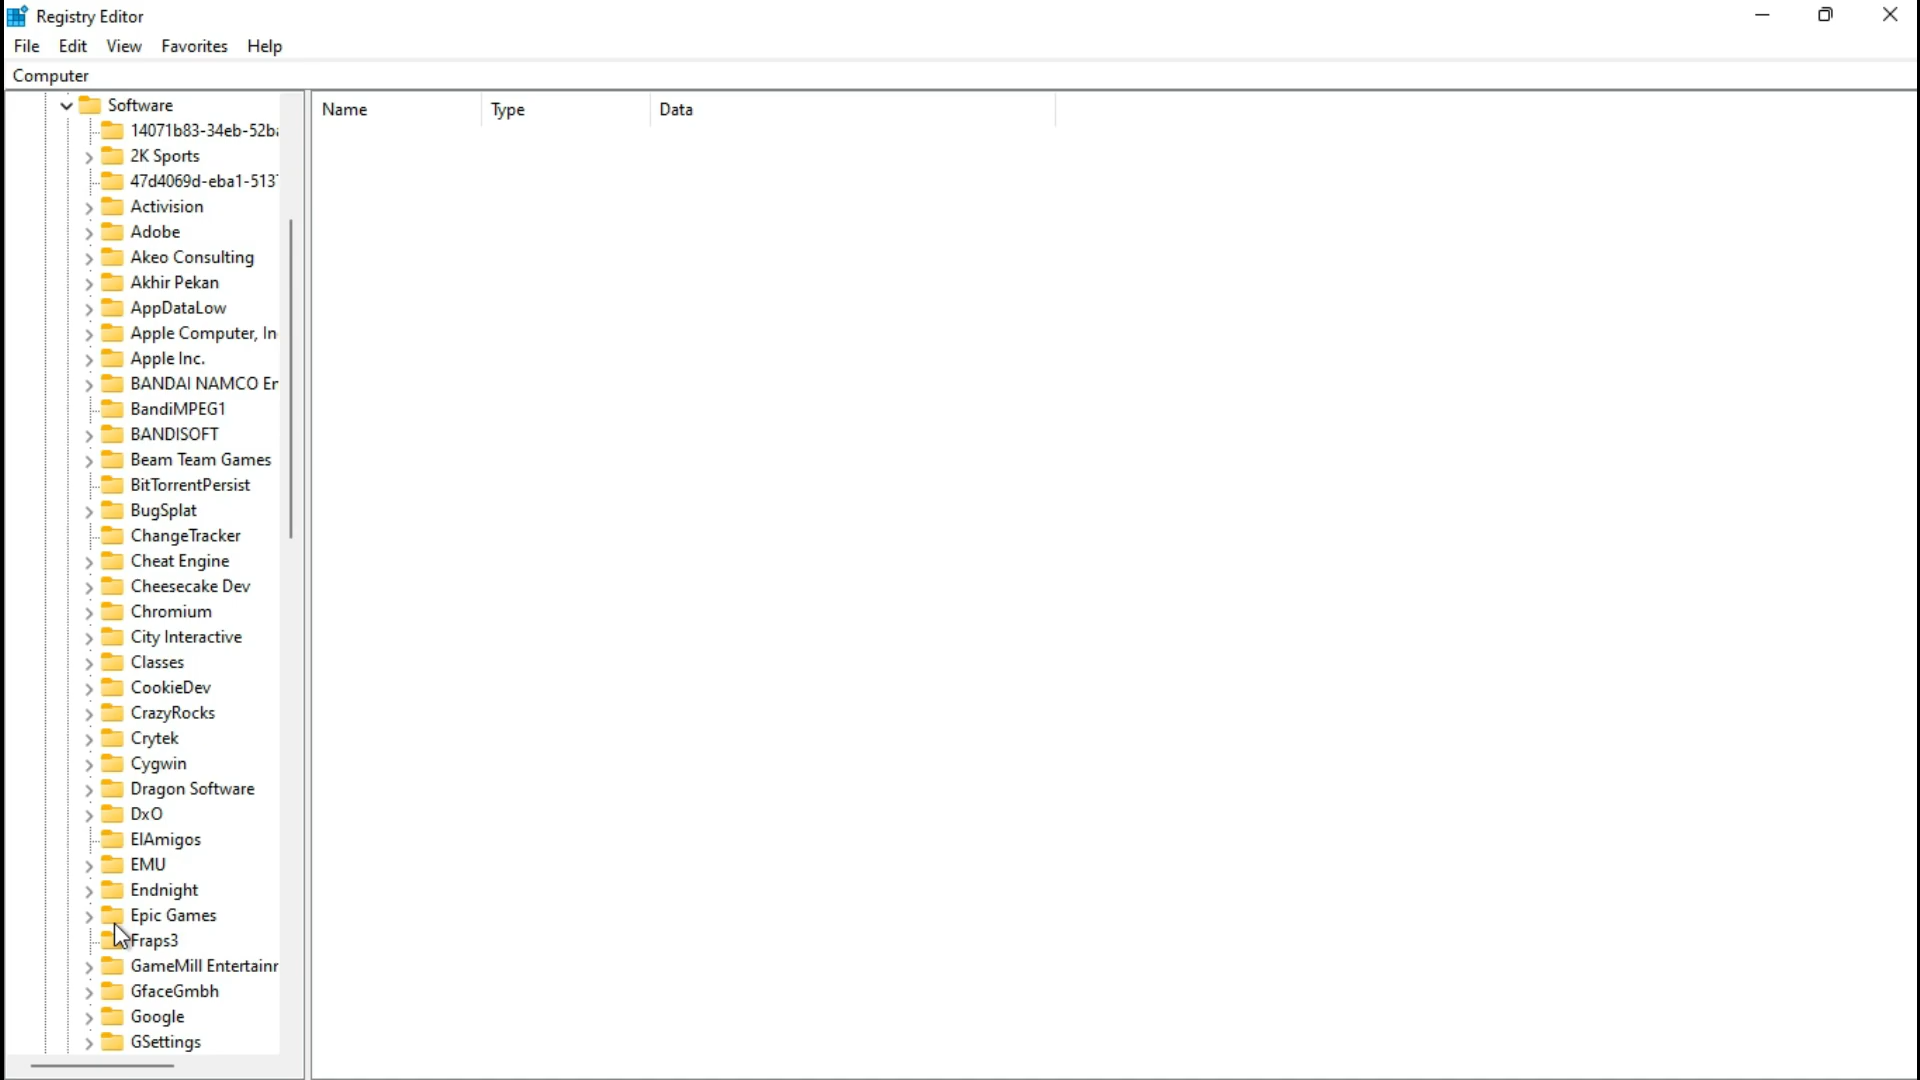 Registry Editor
File Edit View Favorites Help
Computer
Name Type Data
Software
14071b83-34eb-52b
2K Sports
47d4069d-eba1-513
Activision
Adobe
Akeo Consulting
Akhir Pekan
AppDataLow
Apple Computer, In
Apple Inc.
BANDAI NAMCO En
BandiMPEG1
BANDISOFT
Beam Team Games
BitTorrentPersist
BugSplat
ChangeTracker
Cheat Engine
Cheesecake Dev
Chromium
City Interactive
Classes
CookieDev
CrazyRocks
Crytek
Cygwin
Dragon Software
DxO
ElAmigos
EMU
Endnight
Epic Games
Fraps3
GameMill Entertain
GfaceGmbh
Google
GSettings